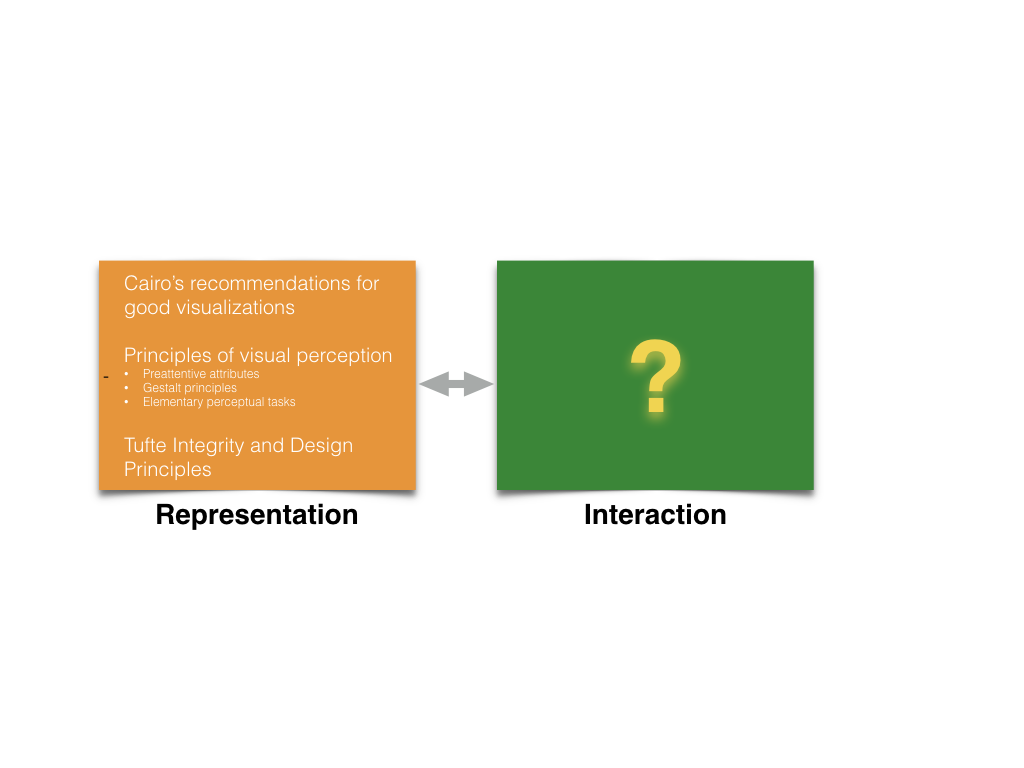 Cairo’s recommendations for
good visualizations
Principles of visual perception
• Preattentive attributes
• Gestalt principles
• Elementary perceptual tasks
-
Tufte Integrity and Design
Principles
Representation
?
Interaction